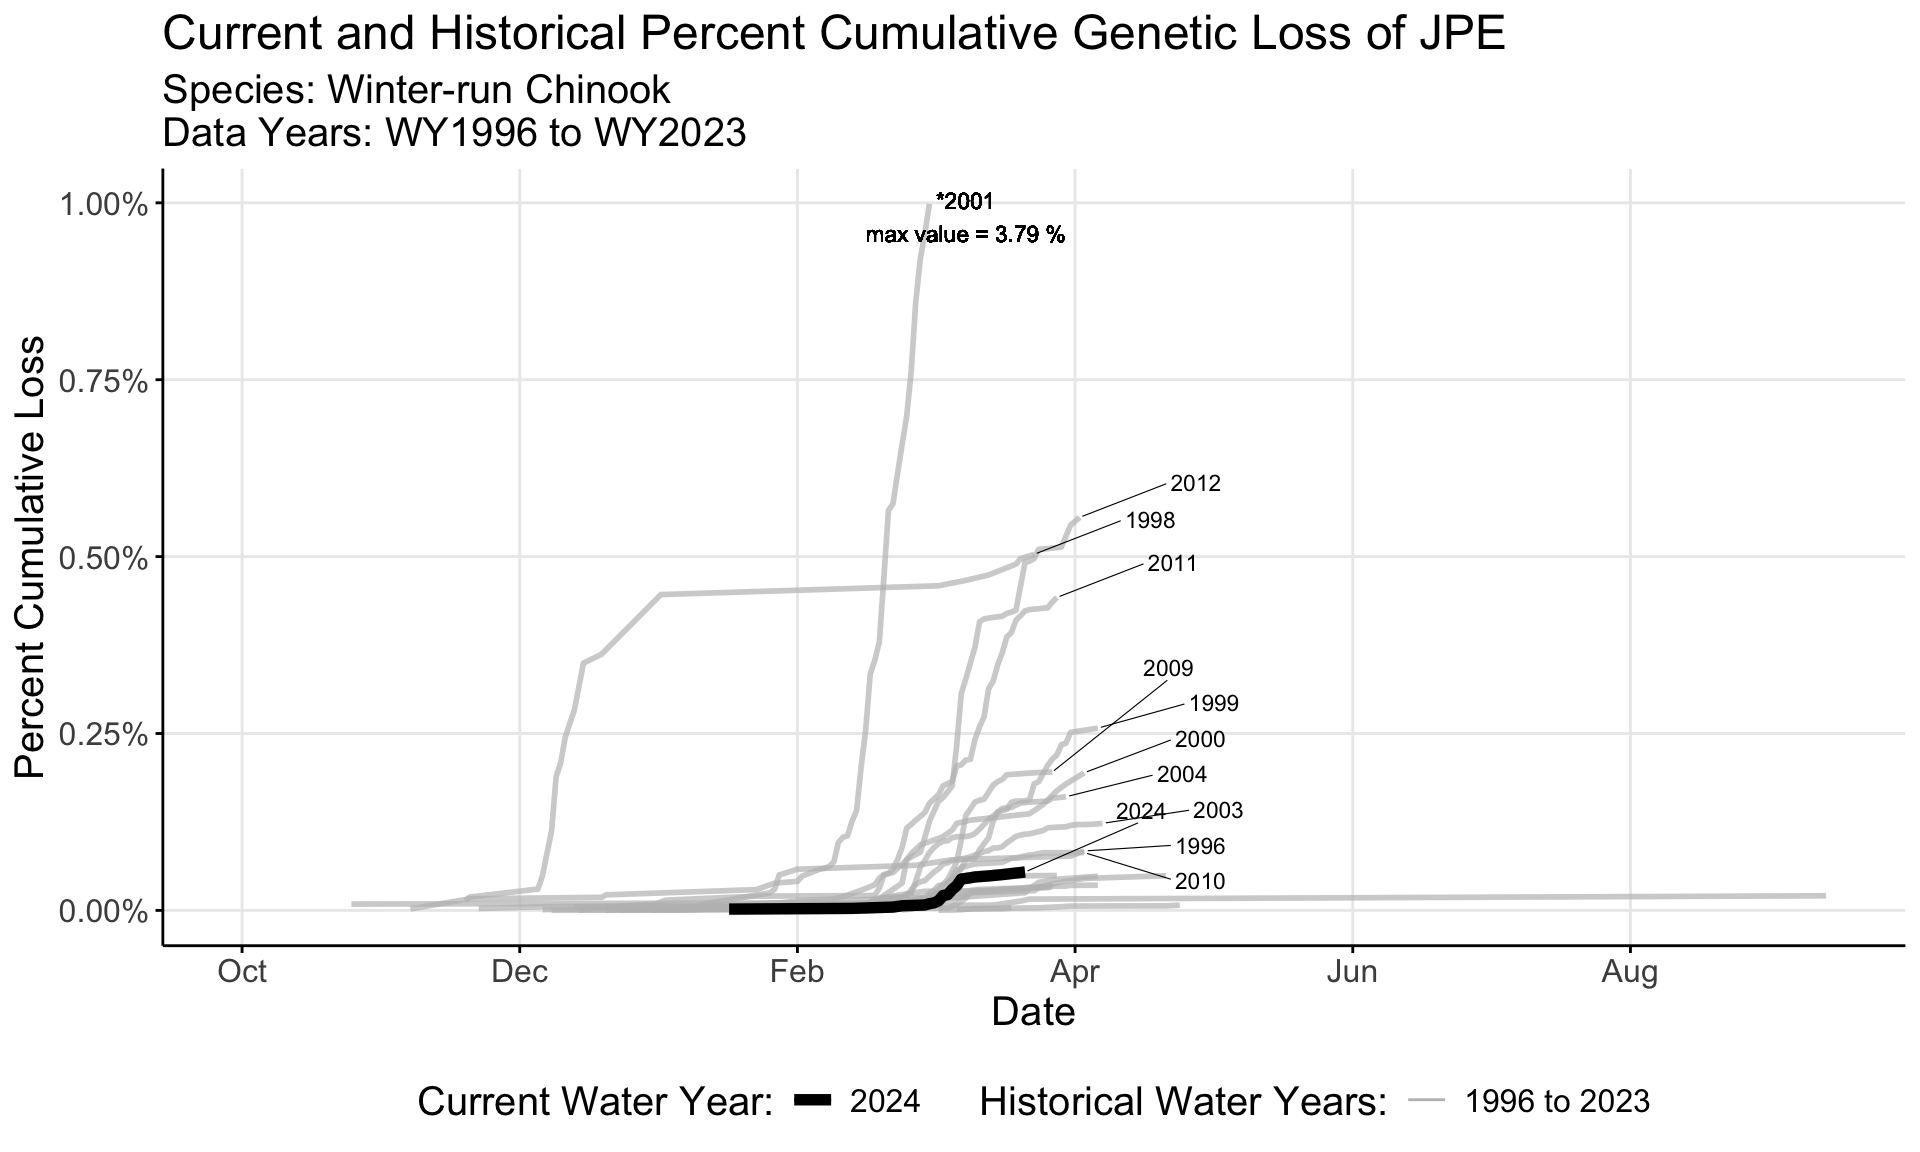 Current and Historical Percent Cumulative Genetic Loss of JPE
Species: Winter-run Chinook
Data Years: WY1996 to WY2023
Percent Cumulative Loss
1.00%
0.75%
0.50%
0.25%
0.00%
*2001
max value = 3.79 %
2012
1998
2011
2009
1999
2000
2004
2024
2003
1996
2010
Oct
Dec
Feb
Apr
Jun
Aug
Date
Current Water Year:
2024
Historical Water Years:
1996 to 2023